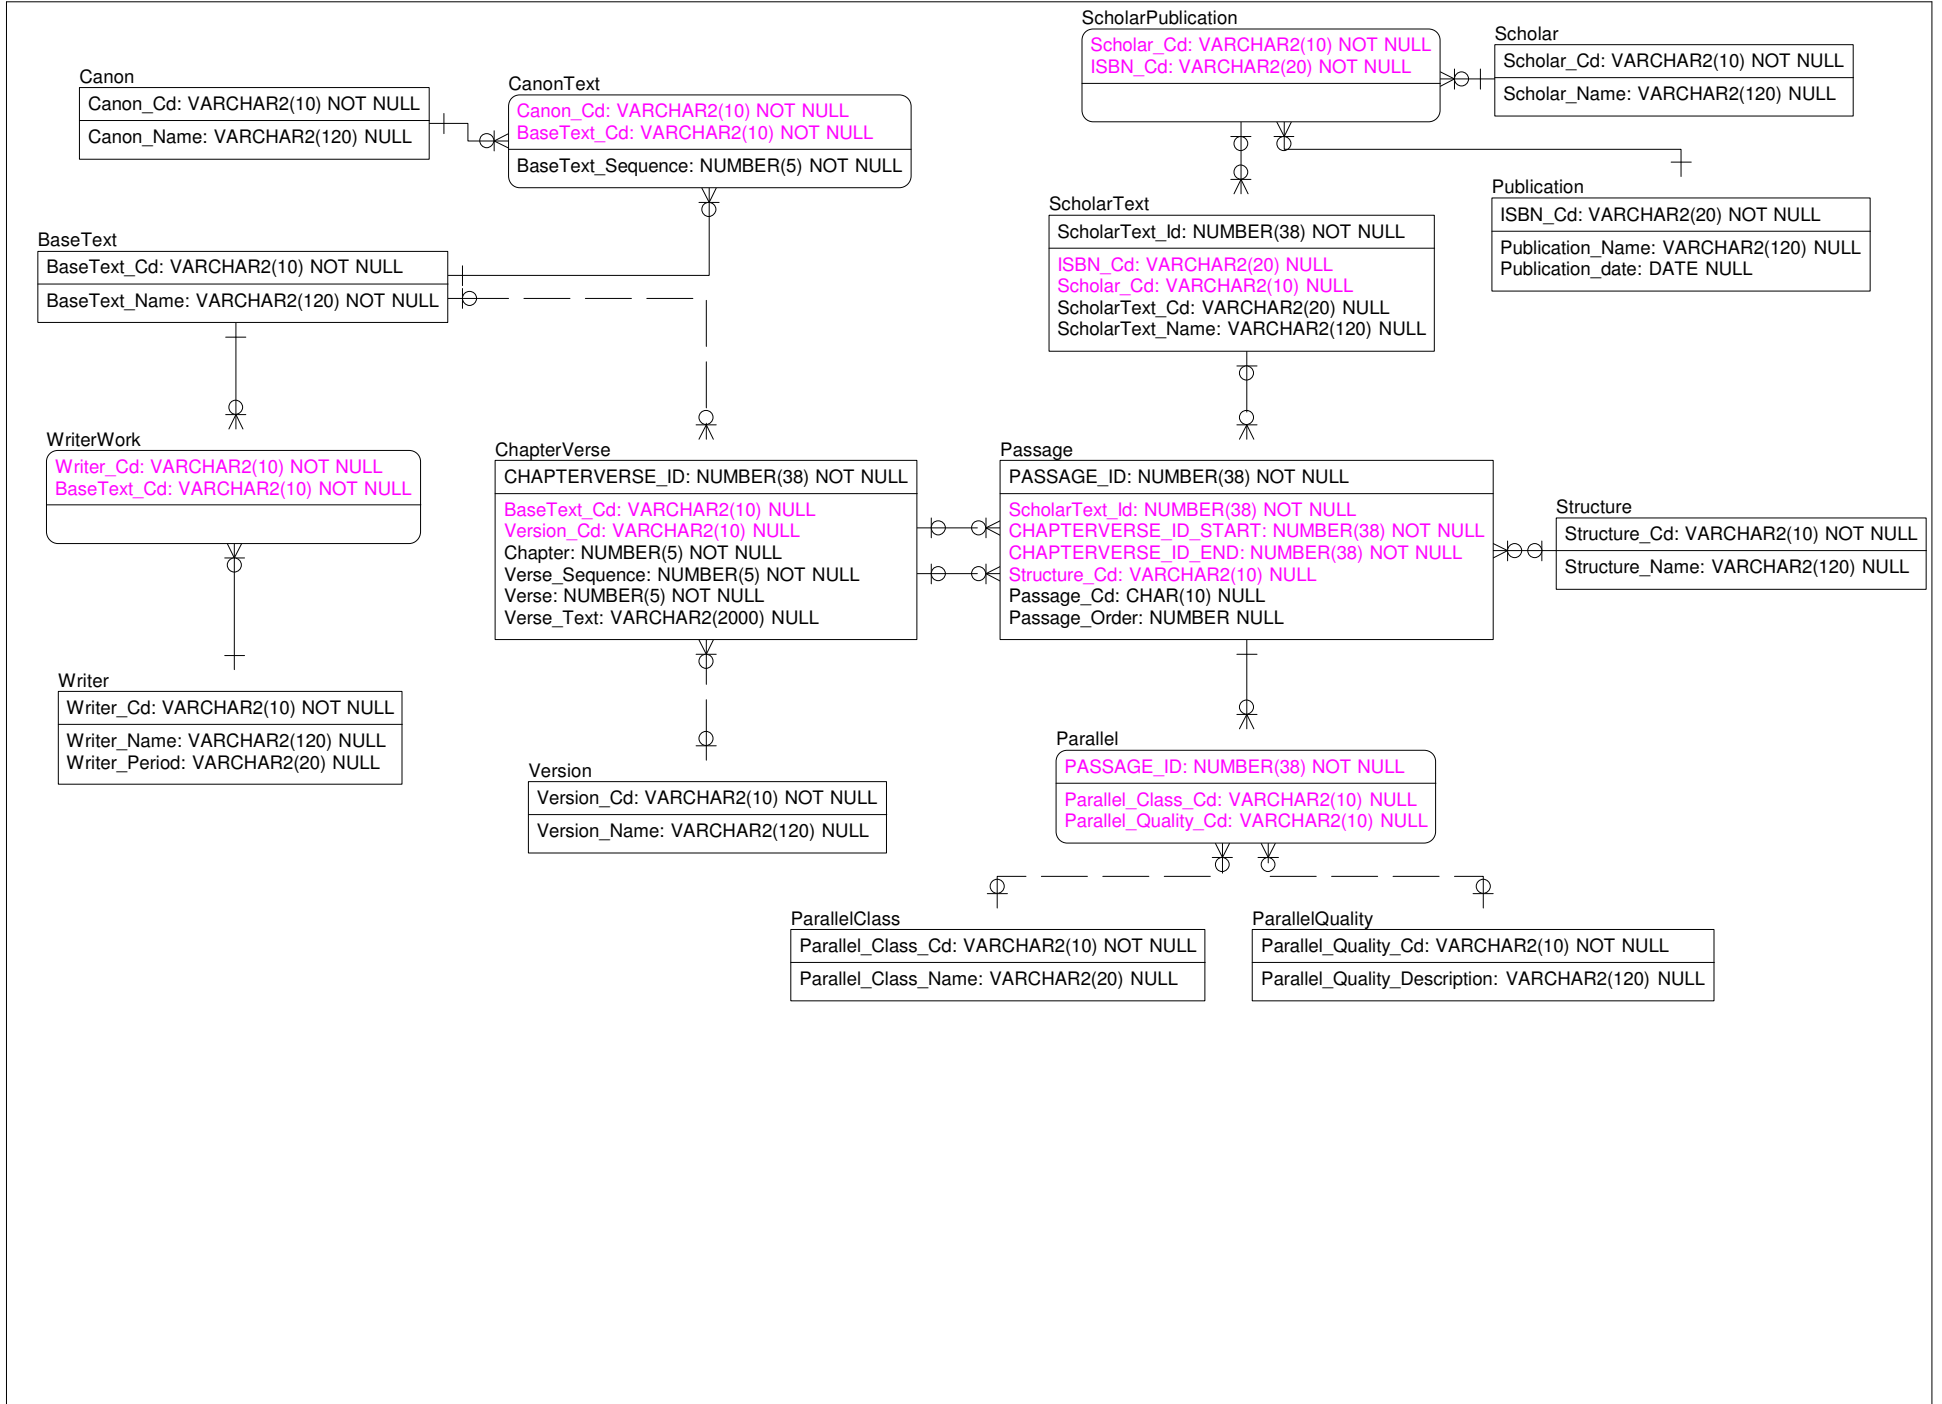 ScholarPublication
Scholar_Cd: VARCHAR2(10) NOT NULL
ISBN_Cd: VARCHAR2(20) NOT NULL
Scholar
Scholar_Cd: VARCHAR2(10) NOT NULL
Scholar_Name: VARCHAR2(120) NULL
Canon
Canon_Cd: VARCHAR2(10) NOT NULL
Canon_Name: VARCHAR2(120) NULL
CanonText
Canon_Cd: VARCHAR2(10) NOT NULL
BaseText_Cd: VARCHAR2(10) NOT NULL
BaseText_Sequence: NUMBER(5) NOT NULL
Publication
ISBN_Cd: VARCHAR2(20) NOT NULL
Publication_Name: VARCHAR2(120) NULL
Publication_date: DATE NULL
ScholarText
ScholarText_Id: NUMBER(38) NOT NULL
ISBN_Cd: VARCHAR2(20) NULL
Scholar_Cd: VARCHAR2(10) NULL
ScholarText_Cd: VARCHAR2(20) NULL
ScholarText_Name: VARCHAR2(120) NULL
BaseText
BaseText_Cd: VARCHAR2(10) NOT NULL
BaseText_Name: VARCHAR2(120) NOT NULL
WriterWork
Writer_Cd: VARCHAR2(10) NOT NULL
BaseText_Cd: VARCHAR2(10) NOT NULL
ChapterVerse
CHAPTERVERSE_ID: NUMBER(38) NOT NULL
BaseText_Cd: VARCHAR2(10) NULL
Version_Cd: VARCHAR2(10) NULL
Chapter: NUMBER(5) NOT NULL
Verse_Sequence: NUMBER(5) NOT NULL
Verse: NUMBER(5) NOT NULL
Verse_Text: VARCHAR2(2000) NULL
Passage
PASSAGE_ID: NUMBER(38) NOT NULL
ScholarText_Id: NUMBER(38) NOT NULL
CHAPTERVERSE_ID_START: NUMBER(38) NOT NULL
CHAPTERVERSE_ID_END: NUMBER(38) NOT NULL
Structure_Cd: VARCHAR2(10) NULL
Passage_Cd: CHAR(10) NULL
Passage_Order: NUMBER NULL
Structure
Structure_Cd: VARCHAR2(10) NOT NULL
Structure_Name: VARCHAR2(120) NULL
Writer
Writer_Cd: VARCHAR2(10) NOT NULL
Writer_Name: VARCHAR2(120) NULL
Writer_Period: VARCHAR2(20) NULL
Version
Version_Cd: VARCHAR2(10) NOT NULL
Version_Name: VARCHAR2(120) NULL
Parallel
PASSAGE_ID: NUMBER(38) NOT NULL
Parallel_Class_Cd: VARCHAR2(10) NULL
Parallel_Quality_Cd: VARCHAR2(10) NULL
ParallelClass
Parallel_Class_Cd: VARCHAR2(10) NOT NULL
Parallel_Class_Name: VARCHAR2(20) NULL
ParallelQuality
Parallel_Quality_Cd: VARCHAR2(10) NOT NULL
Parallel_Quality_Description: VARCHAR2(120) NULL